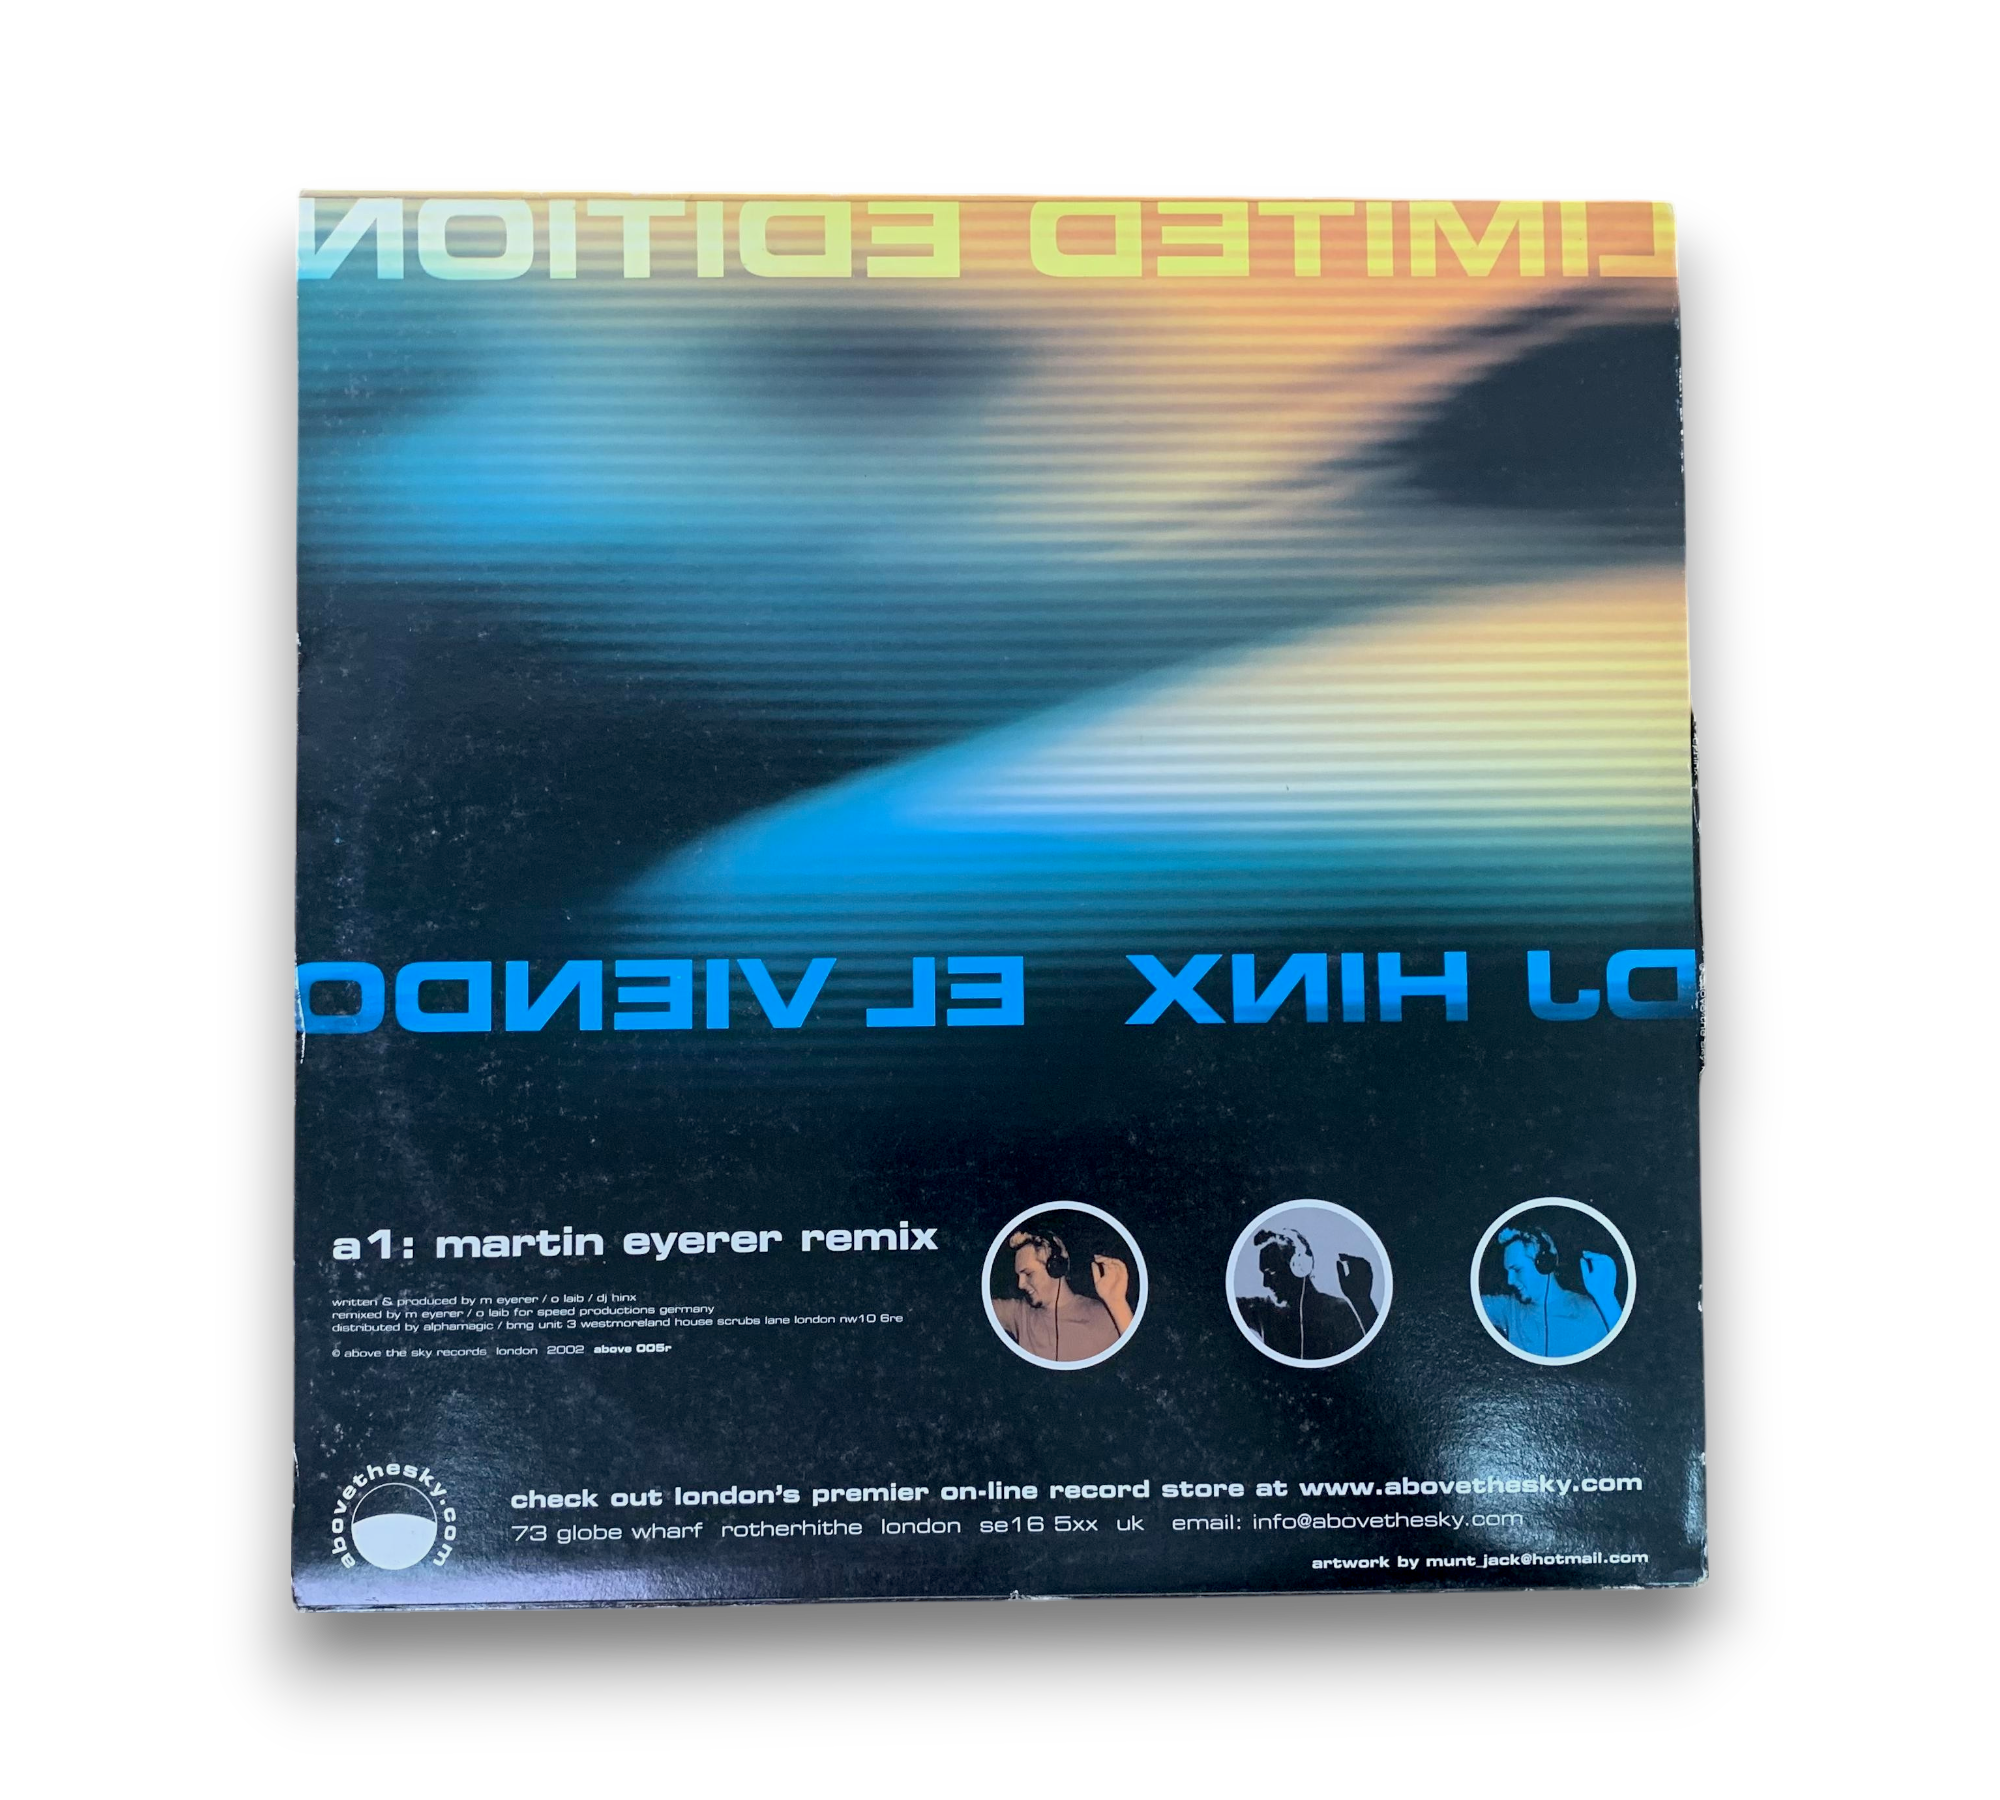 LIMITED EDITION
DJ HINX EL VIENDO
a1: martin eyerer remix
written & produced by m eyerer / o laib / dj hinx
remixed by m eyerer / o laib for speed productions germany
distributed by alphamagic / bmg unit 3 westmoreland house scrubs lane london nw10 6re
© above the sky records london 2002 above 005r
abovethesky.com
check out london's premier on-line record store at www.abovethesky.com
73 globe wharf rotherhithe london se16 5xx uk email: info@abovethesky.com
artwork by munt_jack@hotmail.com